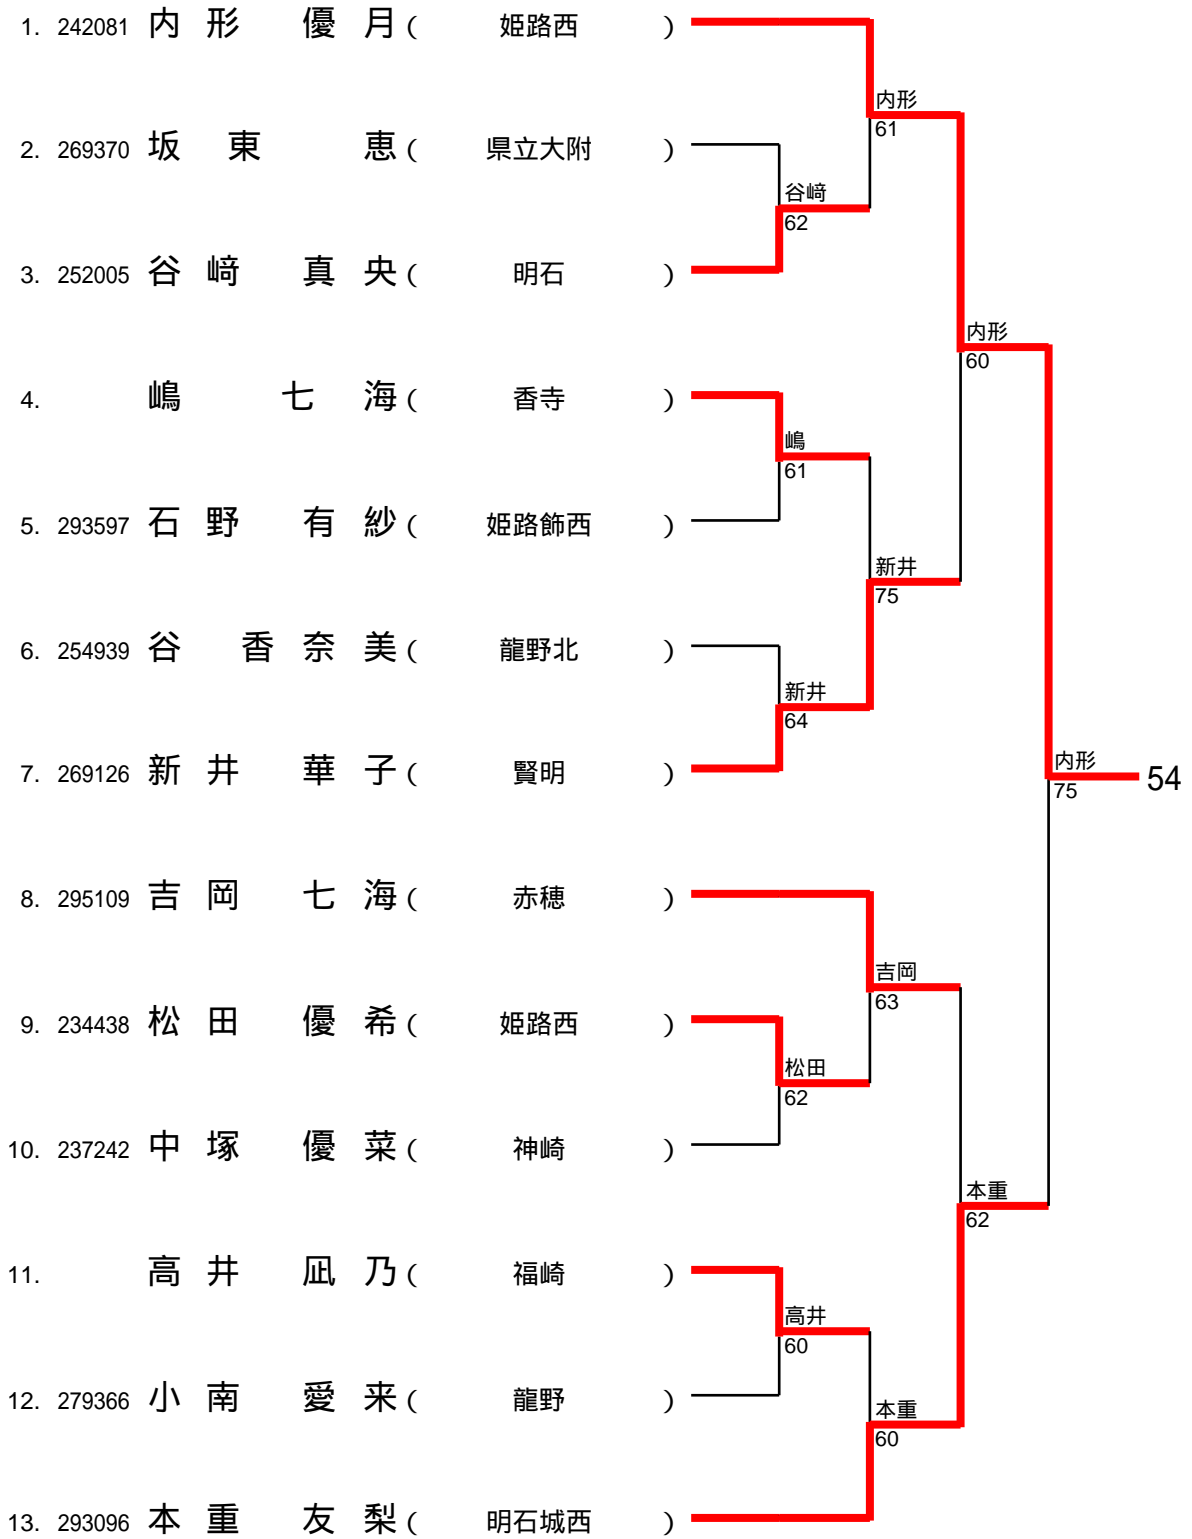 1. 242081 内形 優月 ( 姫路西 )
内形
61
2. 269370 坂東 恵 ( 県立大附 )
谷﨑
62
3. 252005 谷﨑 真央 ( 明石 )
内形
60
4. 嶋 七海 ( 香寺 )
嶋
61
5. 293597 石野 有紗 ( 姫路飾西 )
新井
75
6. 254939 谷 香奈美 ( 龍野北 )
新井
64
7. 269126 新井 華子 ( 賢明 )
内形
75
54
8. 295109 吉岡 七海 ( 赤穂 )
吉岡
63
9. 234438 松田 優希 ( 姫路西 )
松田
62
10. 237242 中塚 優菜 ( 神崎 )
本重
62
11. 高井 凪乃 ( 福崎 )
高井
60
12. 279366 小南 愛来 ( 龍野 )
本重
60
13. 293096 本重 友梨 ( 明石城西 )